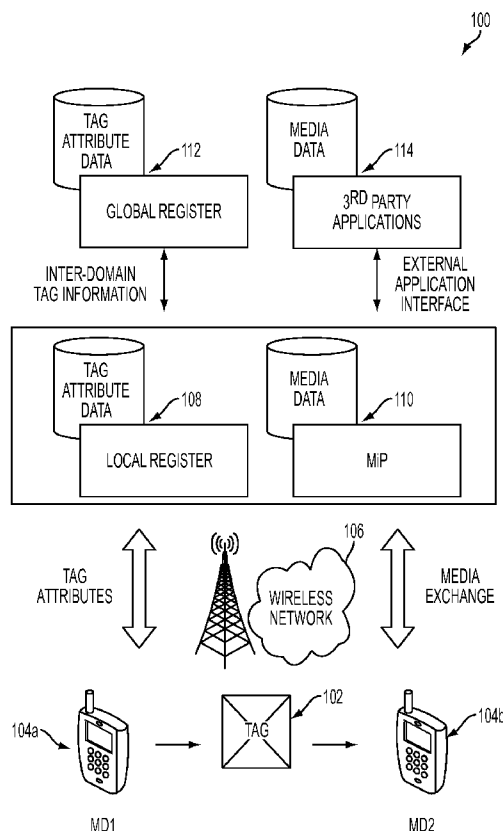 100
TAG
ATTRIBUTE
DATA
112
GLOBAL REGISTER
MEDIA
DATA
114
3RD PARTY
APPLICATIONS
INTER-DOMAIN
TAG INFORMATION
EXTERNAL
APPLICATION
INTERFACE
TAG
ATTRIBUTE
DATA
108
LOCAL REGISTER
MEDIA
DATA
110
MiP
TAG
ATTRIBUTES
106
WIRELESS
NETWORK
MEDIA
EXCHANGE
104a
102
TAG
104b
MD1
MD2